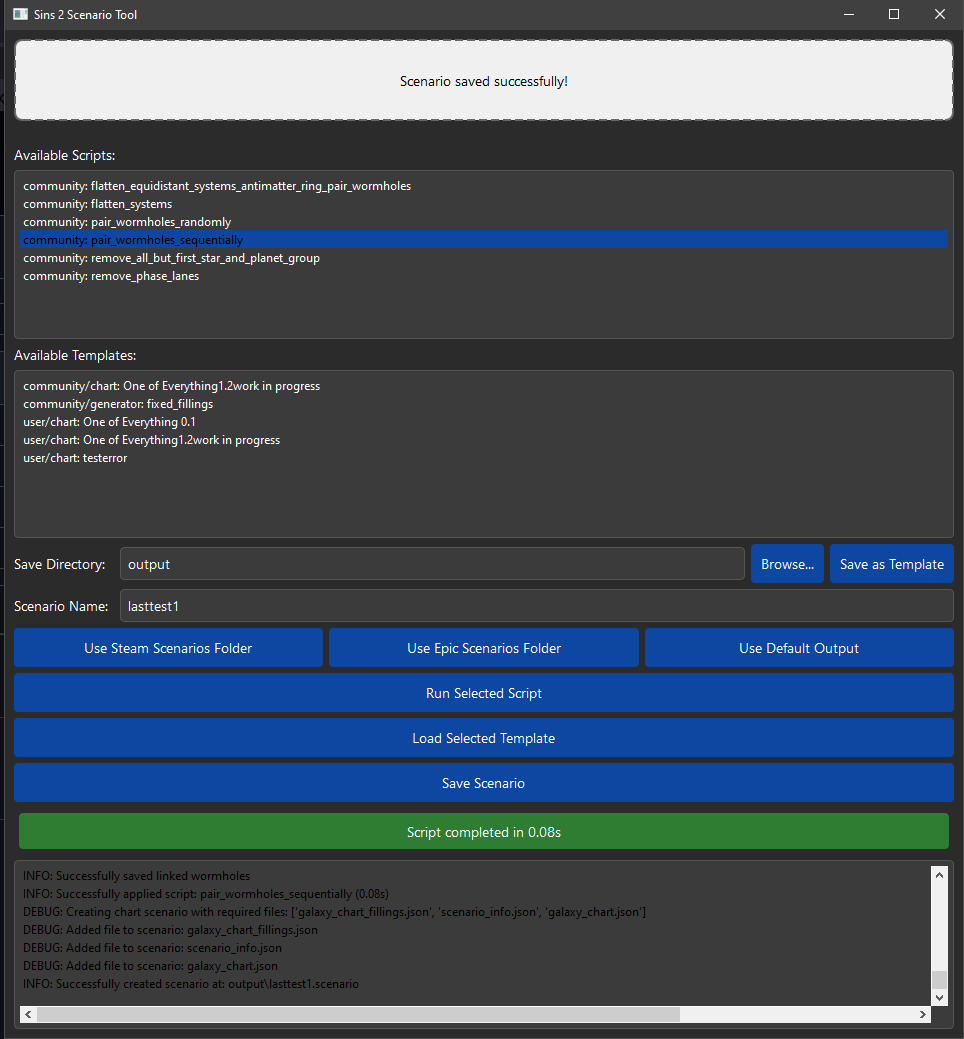 Sins 2 Scenario Tool
Scenario saved successfully!
Available Scripts:
community: flatten_equidistant_systems_antimatter_ring_pair_wormholes
community: flatten_systems
community: pair_wormholes_randomly
community: pair_wormholes_sequentially
community: remove_all_but_first_star_and_planet_group
community: remove_phase_lanes
Available Templates:
community/chart: One of Everything1.2work in progress
community/generator: fixed_fillings
user/chart: One of Everything 0.1
user/chart: One of Everything1.2work in progress
user/chart: testerror
Save Directory: output Browse... Save as Template
Scenario Name: lasttest1
Use Steam Scenarios Folder Use Epic Scenarios Folder Use Default Output
Run Selected Script
Load Selected Template
Save Scenario
Script completed in 0.08s
INFO: Successfully saved linked wormholes
INFO: Successfully applied script: pair_wormholes_sequentially (0.08s)
DEBUG: Creating chart scenario with required files: ['galaxy_chart_fillings.json', 'scenario_info.json', 'galaxy_chart.json']
DEBUG: Added file to scenario: galaxy_chart_fillings.json
DEBUG: Added file to scenario: scenario_info.json
DEBUG: Added file to scenario: galaxy_chart.json
INFO: Successfully created scenario at: output\lasttest1.scenario